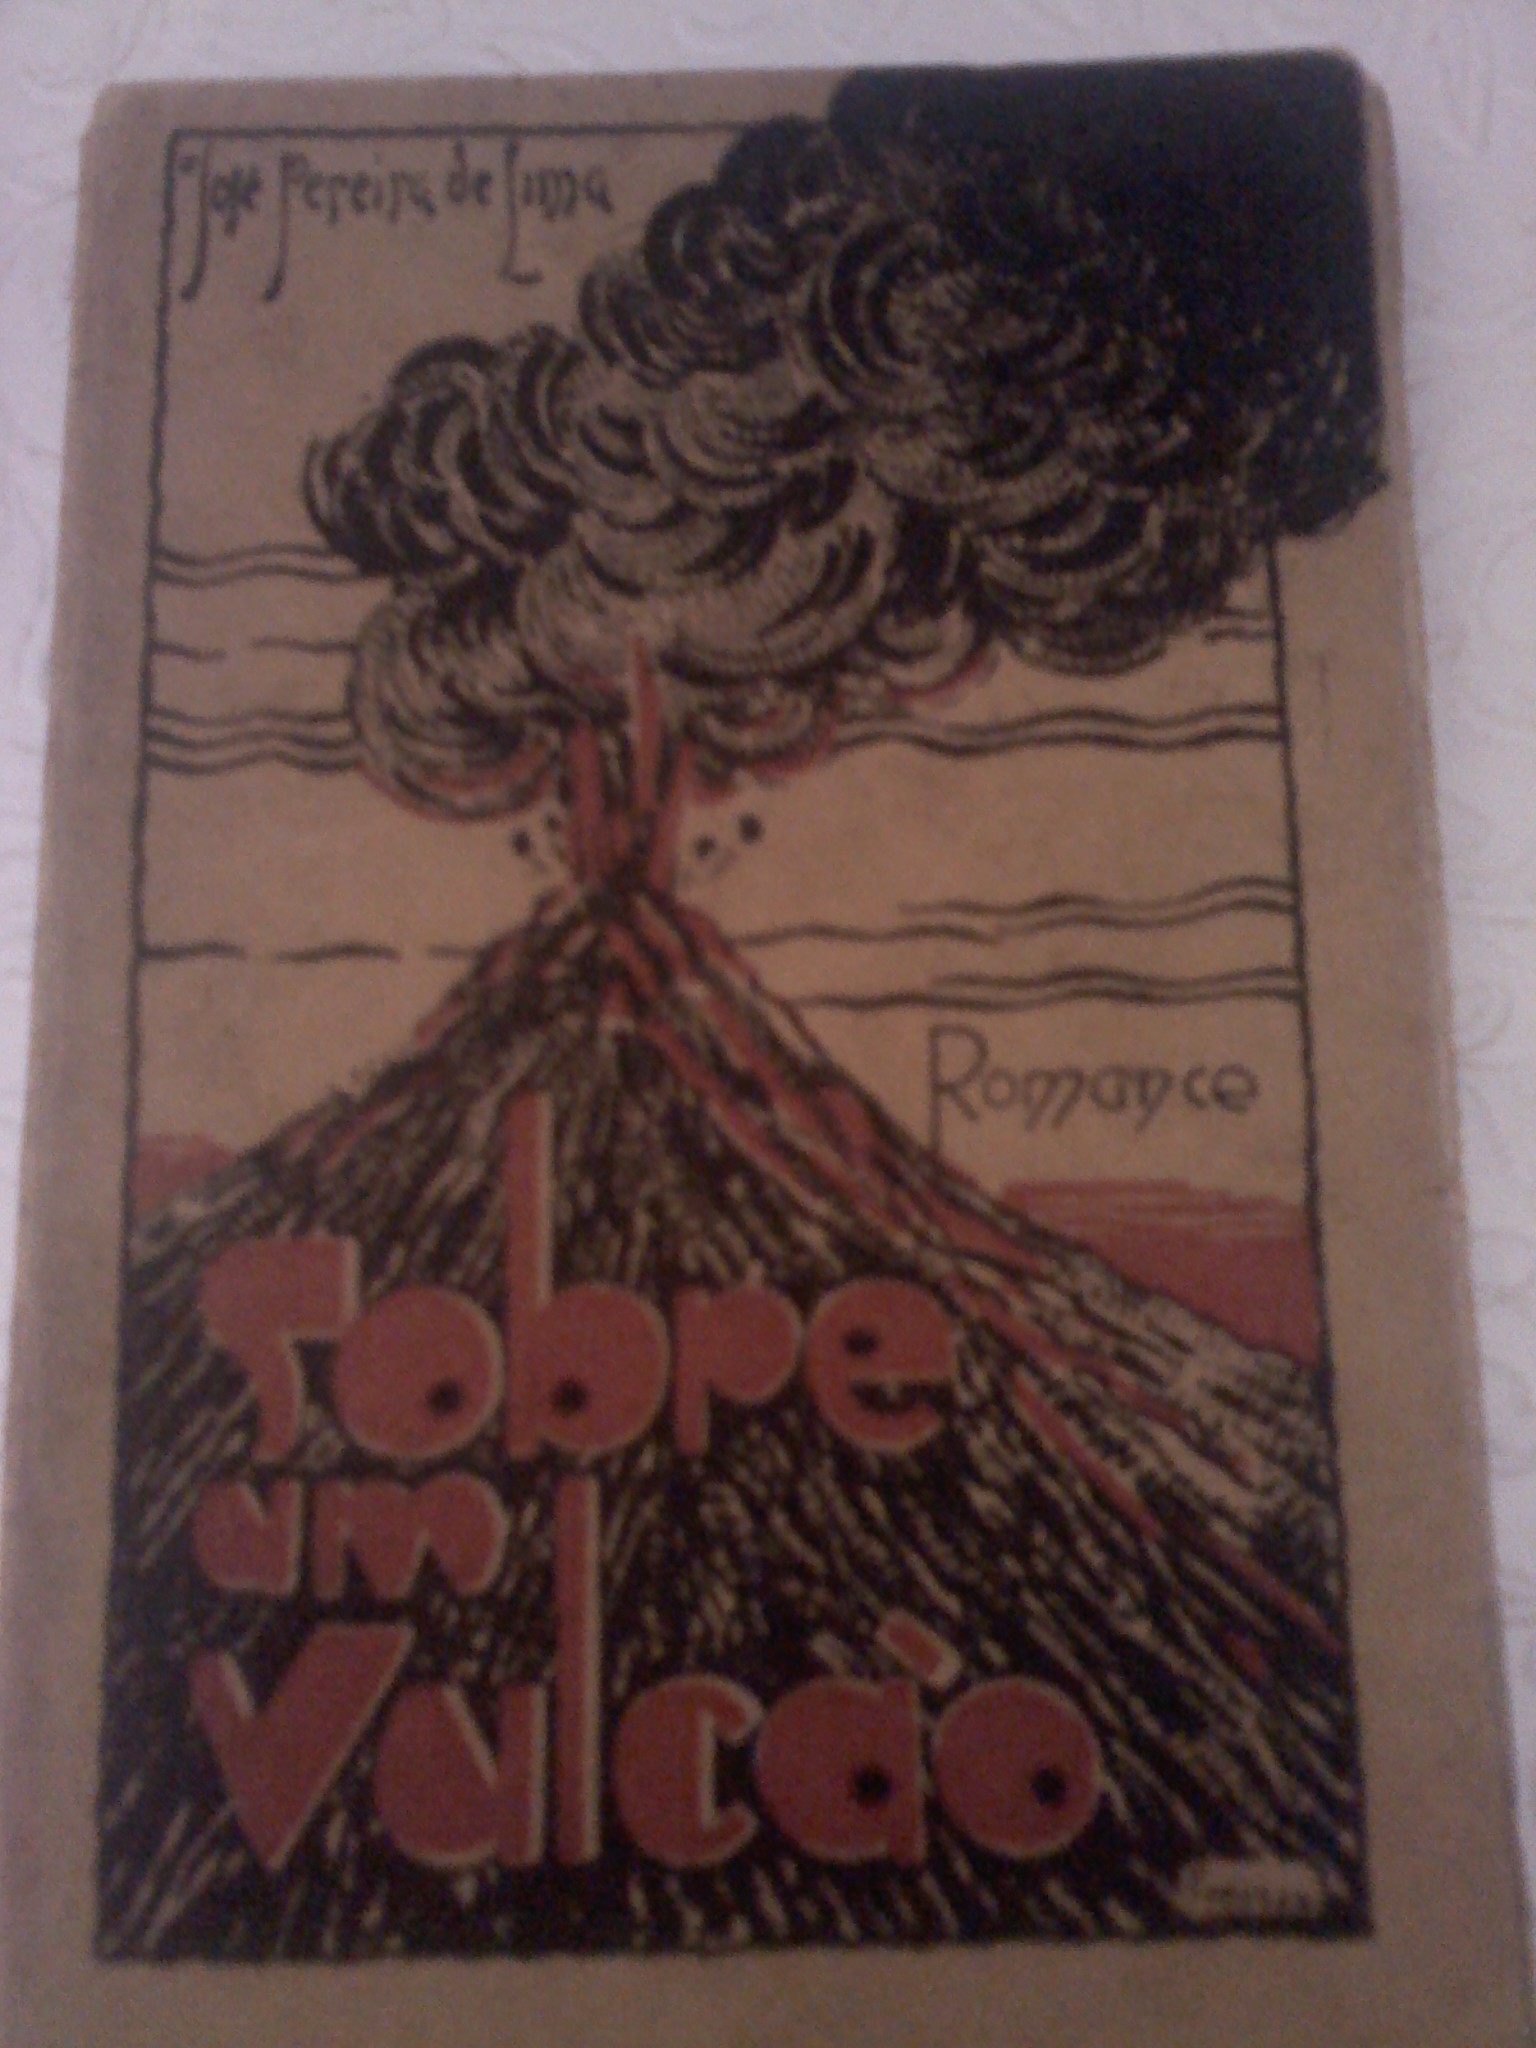 José Pereira de Lima
Romance
Sobre
um
Vulcão